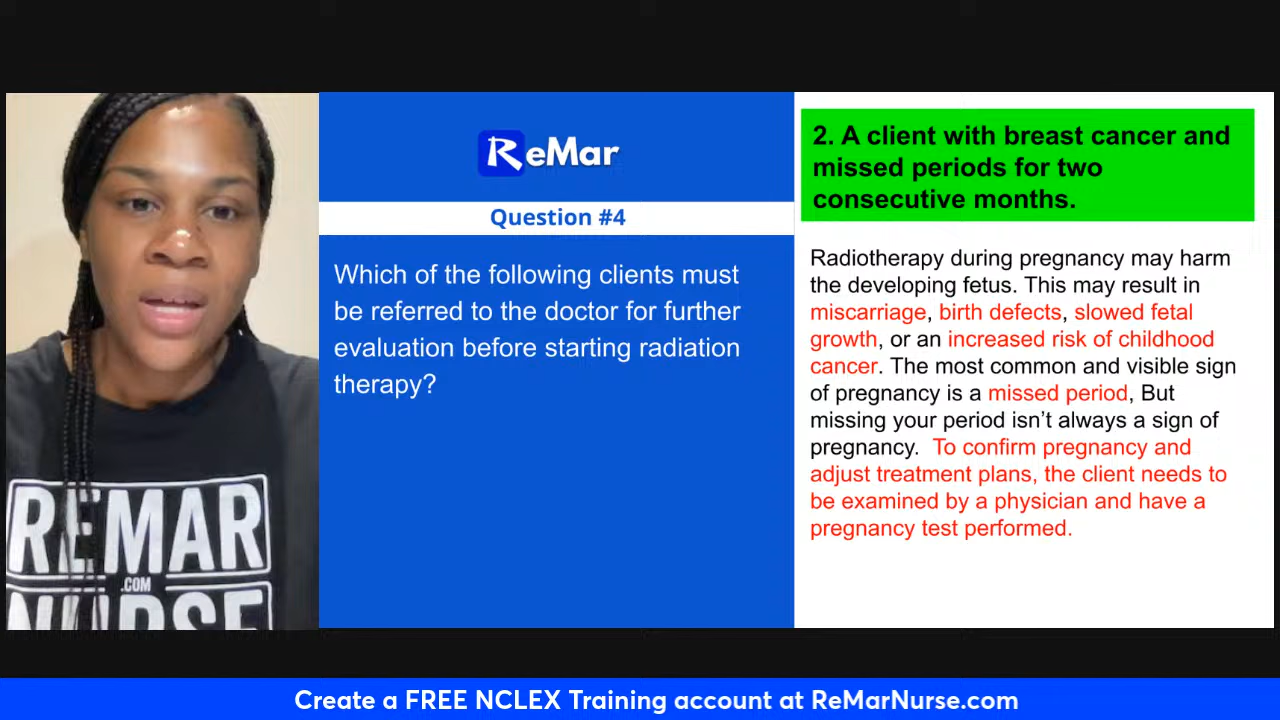 ReMar
Question #4
Which of the following clients must
be referred to the doctor for further
evaluation before starting radiation
therapy?
2. A client with breast cancer and
missed periods for two
consecutive months.
Radiotherapy during pregnancy may harm
the developing fetus. This may result in
miscarriage, birth defects, slowed fetal
growth, or an increased risk of childhood
cancer. The most common and visible sign
of pregnancy is a missed period, But
missing your period isn’t always a sign of
pregnancy. To confirm pregnancy and
adjust treatment plans, the client needs to
be examined by a physician and have a
pregnancy test performed.
REMAR
.COM
NURSE
Create a FREE NCLEX Training account at ReMarNurse.com